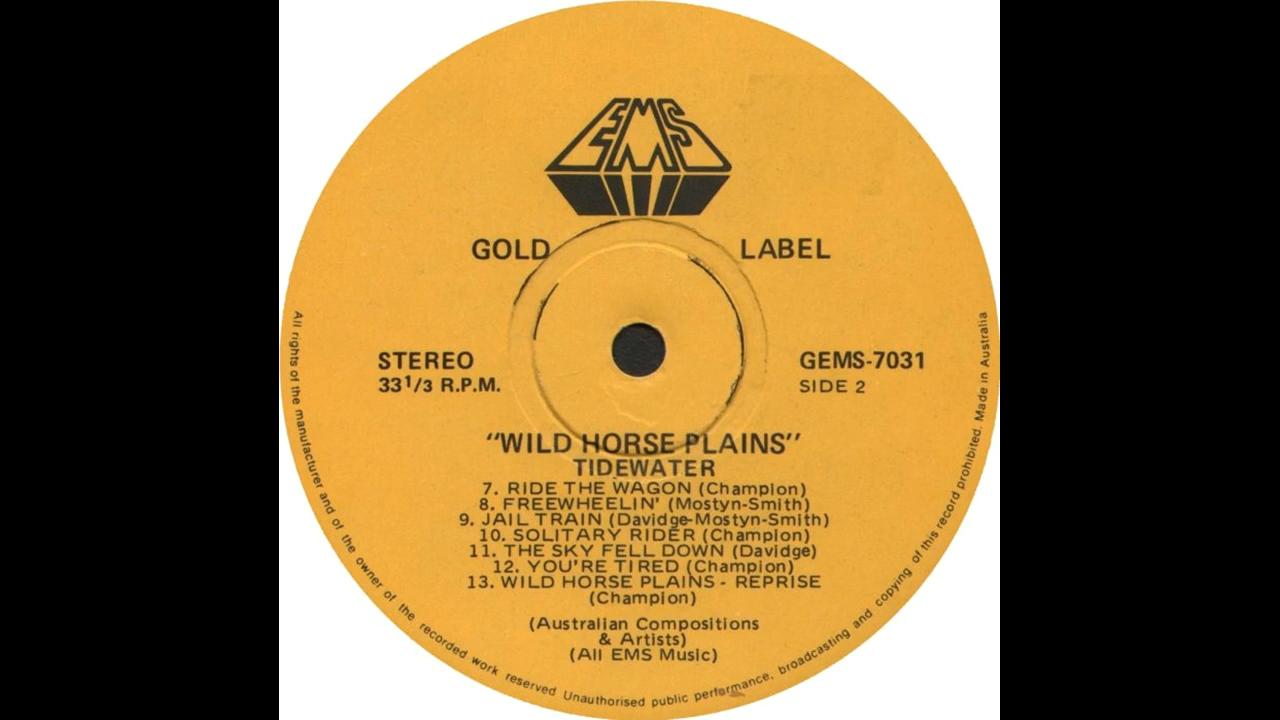 EMS
GOLD LABEL
STEREO
33 1/3 R.P.M.
GEMS-7031
SIDE 2
"WILD HORSE PLAINS"
TIDEWATER
7. RIDE THE WAGON (Champion)
8. FREEWHEELIN' (Mostyn-Smith)
9. JAIL TRAIN (Davidge-Mostyn-Smith)
10. SOLITARY RIDER (Champion)
11. THE SKY FELL DOWN (Davidge)
12. YOU'RE TIRED (Champion)
13. WILD HORSE PLAINS - REPRISE
(Champion)
(Australian Compositions
& Artists)
(All EMS Music)
All rights of the manufacturer and of the owner of the recorded work reserved Unauthorised public performance, broadcasting and copying of this record prohibited. Made in Australia